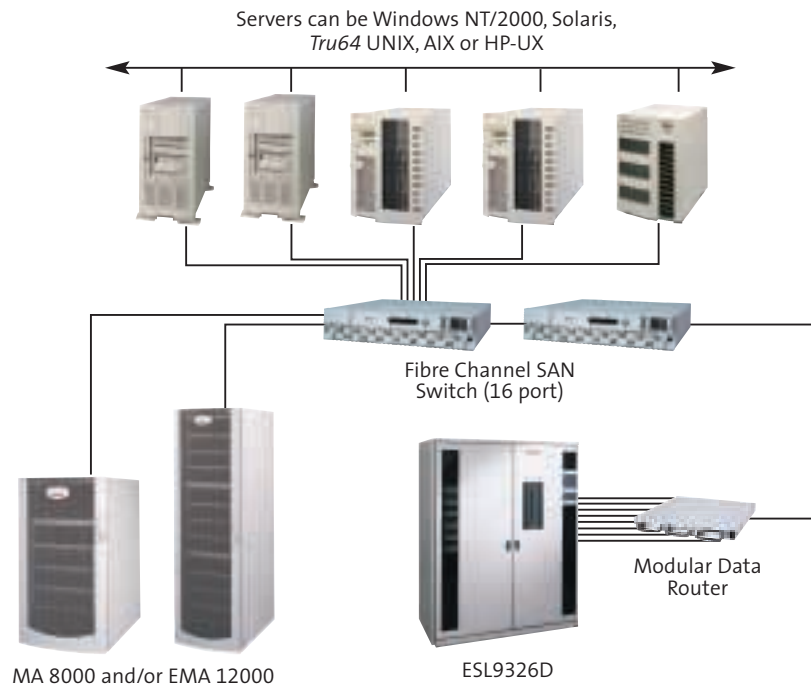 Servers can be Windows NT/2000, Solaris,
Tru64 UNIX, AIX or HP-UX
Fibre Channel SAN
Switch (16 port)
Modular Data
Router
MA 8000 and/or EMA 12000
ESL9326D